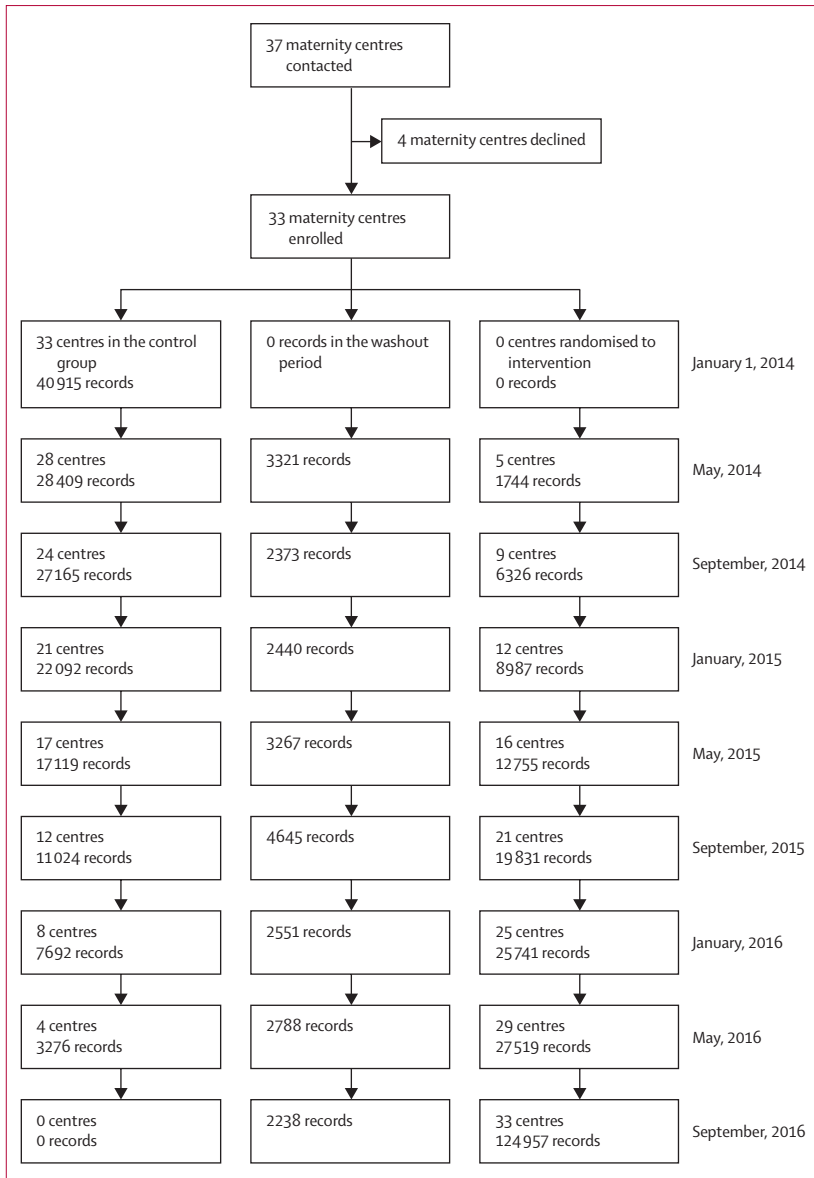 37 maternity centres
contacted
4 maternity centres declined
33 maternity centres
enrolled
33 centres in the control
group
40 915 records
0 records in the washout
period
0 centres randomised to
intervention
0 records
January 1, 2014
28 centres
28 409 records
3321 records
5 centres
1744 records
May, 2014
24 centres
27 165 records
2373 records
9 centres
6326 records
September, 2014
21 centres
22 092 records
2440 records
12 centres
8987 records
January, 2015
17 centres
17 119 records
3267 records
16 centres
12 755 records
May, 2015
12 centres
11 024 records
4645 records
21 centres
19 831 records
September, 2015
8 centres
7692 records
2551 records
25 centres
25 741 records
January, 2016
4 centres
3276 records
2788 records
29 centres
27 519 records
May, 2016
0 centres
0 records
2238 records
33 centres
124 957 records
September, 2016